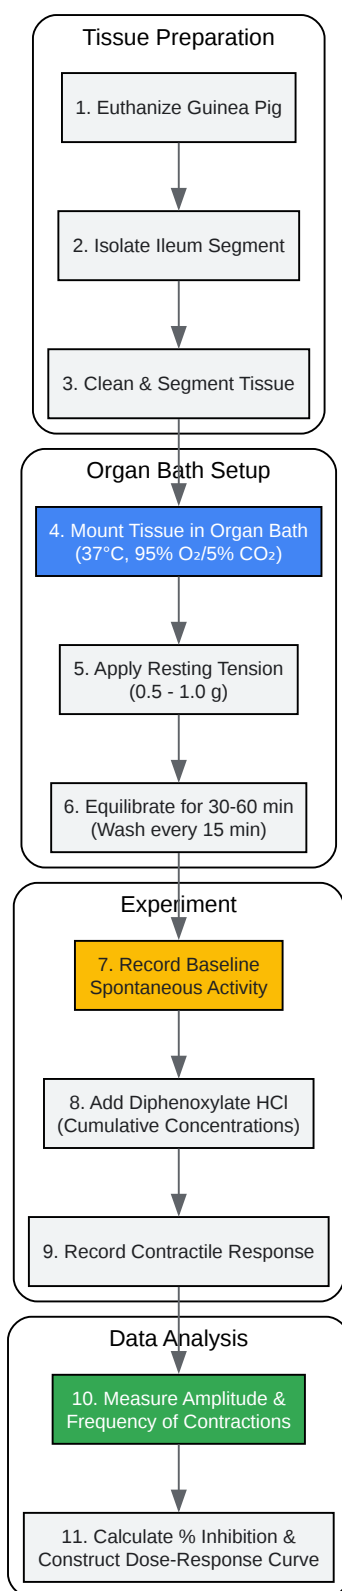 Tissue Preparation
1. Euthanize Guinea Pig
2. Isolate Ileum Segment
3. Clean & Segment Tissue
Organ Bath Setup
4. Mount Tissue in Organ Bath
(37°C, 95% O₂/5% CO₂)
5. Apply Resting Tension
(0.5 - 1.0 g)
6. Equilibrate for 30-60 min
(Wash every 15 min)
Experiment
7. Record Baseline
Spontaneous Activity
8. Add Diphenoxylate HCl
(Cumulative Concentrations)
9. Record Contractile Response
Data Analysis
10. Measure Amplitude &
Frequency of Contractions
11. Calculate % Inhibition &
Construct Dose-Response Curve